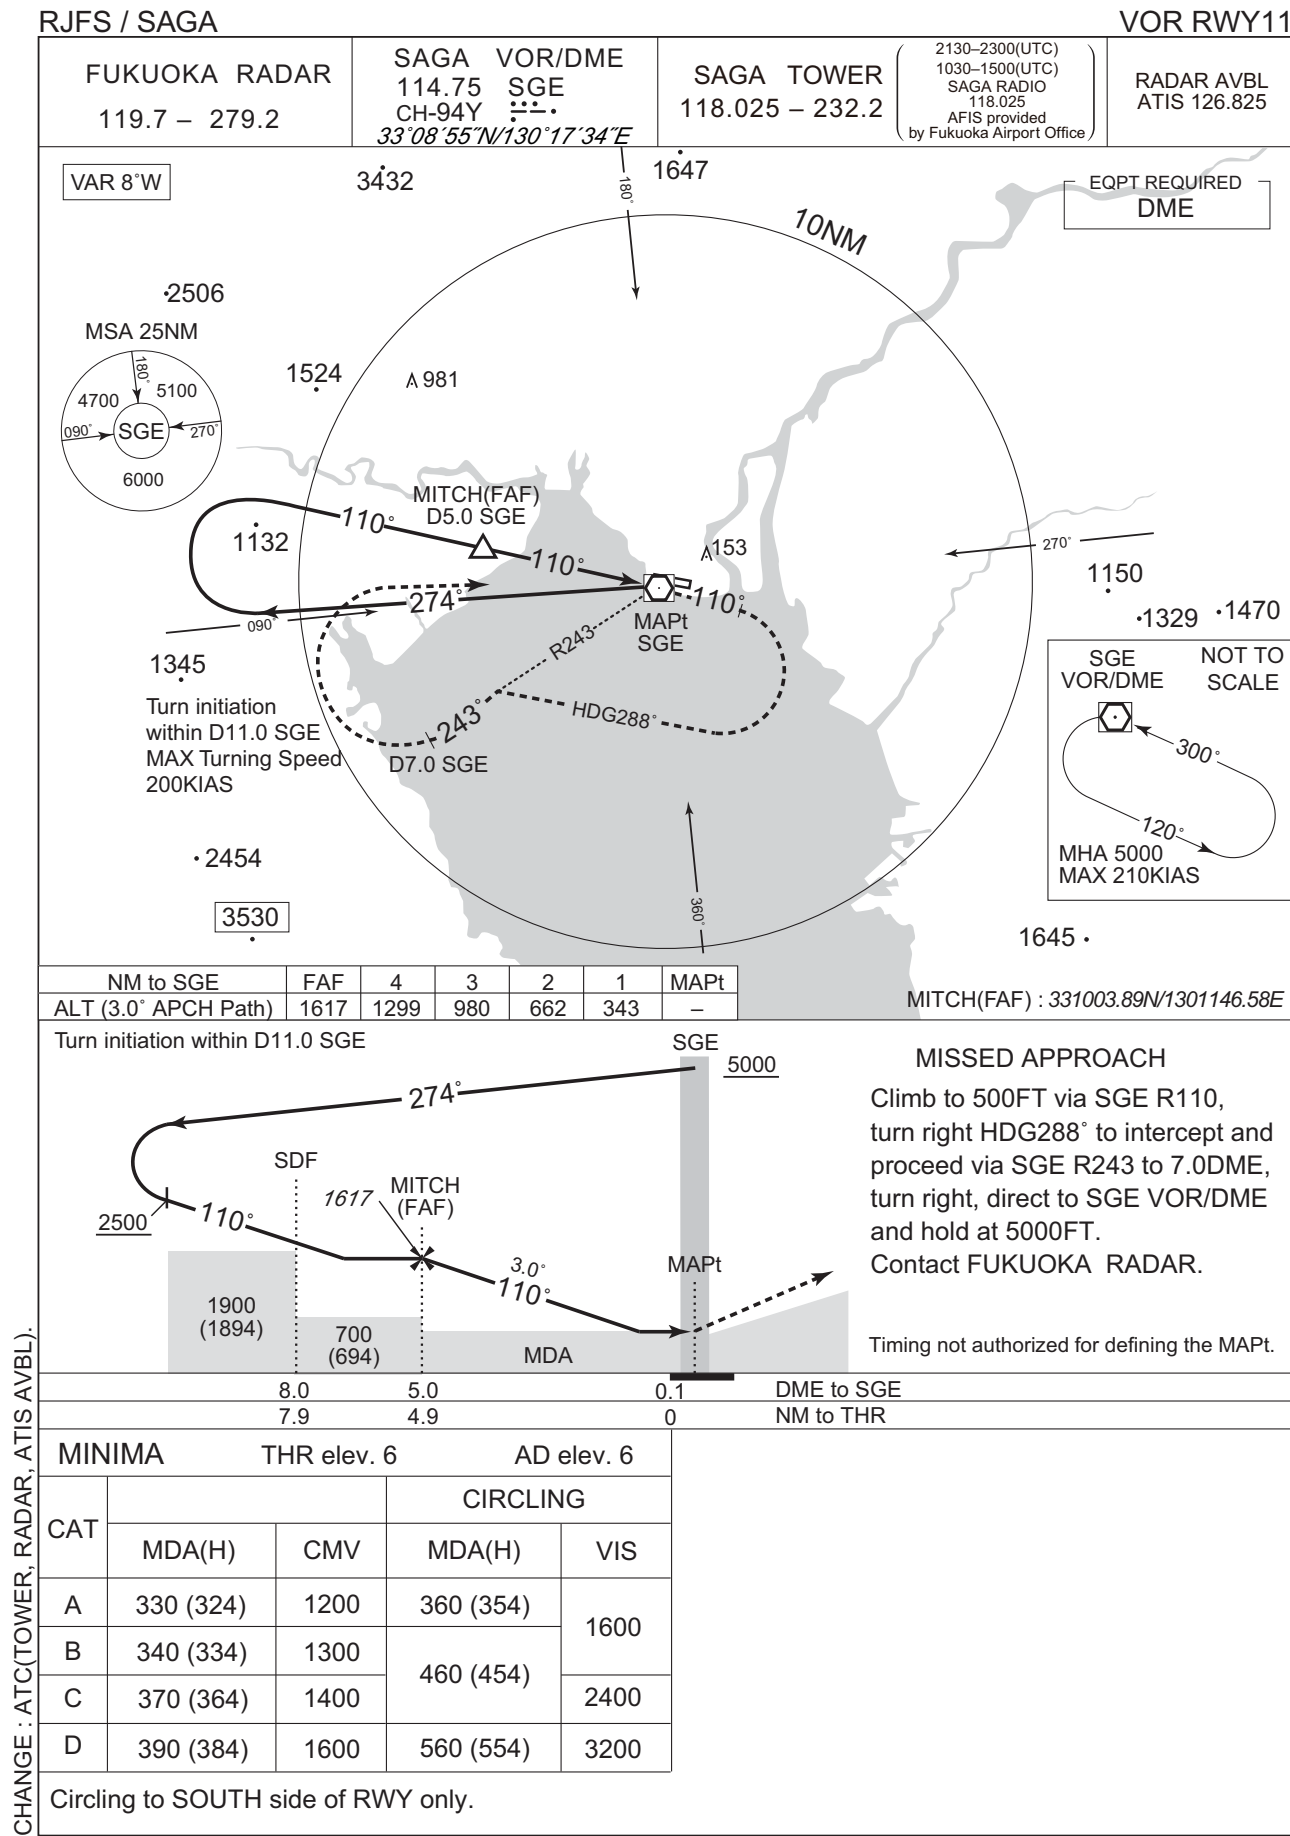 RJFS / SAGA
VOR RWY11
FUKUOKA RADAR
119.7 – 279.2
SAGA VOR/DME
114.75 SGE
CH-94Y
33°08´55˝N/130°17´34˝E
SAGA TOWER
118.025 – 232.2
2130–2300(UTC)
1030–1500(UTC)
SAGA RADIO
118.025
AFIS provided
by Fukuoka Airport Office
RADAR AVBL
ATIS 126.825
VAR 8°W
3432
180°
1647
EQPT REQUIRED
DME
10NM
2506
MSA 25NM
180°
4700
5100
090°
SGE
270°
6000
1524
981
MITCH(FAF)
D5.0 SGE
110°
1132
110°
153
270°
1150
274°
110°
090°
MAPt
SGE
1329
1470
R243
1345
SGE
VOR/DME
NOT TO
SCALE
Turn initiation
within D11.0 SGE
MAX Turning Speed
200KIAS
243°
HDG288°
D7.0 SGE
300°
120°
MHA 5000
MAX 210KIAS
2454
3530
360°
1645
NM to SGE FAF 4 3 2 1 MAPt
ALT (3.0° APCH Path) 1617 1299 980 662 343 –
MITCH(FAF) : 331003.89N/1301146.58E
Turn initiation within D11.0 SGE
SGE
5000
274°
SDF
1617
MITCH
(FAF)
2500
110°
3.0°
110°
MAPt
1900
(1894)
700
(694)
MDA
MISSED APPROACH
Climb to 500FT via SGE R110,
turn right HDG288° to intercept and
proceed via SGE R243 to 7.0DME,
turn right, direct to SGE VOR/DME
and hold at 5000FT.
Contact FUKUOKA RADAR.
Timing not authorized for defining the MAPt.
8.0 5.0 0.1 DME to SGE
7.9 4.9 0 NM to THR
MINIMA THR elev. 6 AD elev. 6
CAT
CIRCLING
MDA(H) CMV MDA(H) VIS
A 330 (324) 1200 360 (354) 1600
B 340 (334) 1300 460 (454)
C 370 (364) 1400 2400
D 390 (384) 1600 560 (554) 3200
Circling to SOUTH side of RWY only.
CHANGE : ATC(TOWER, RADAR, ATIS AVBL).